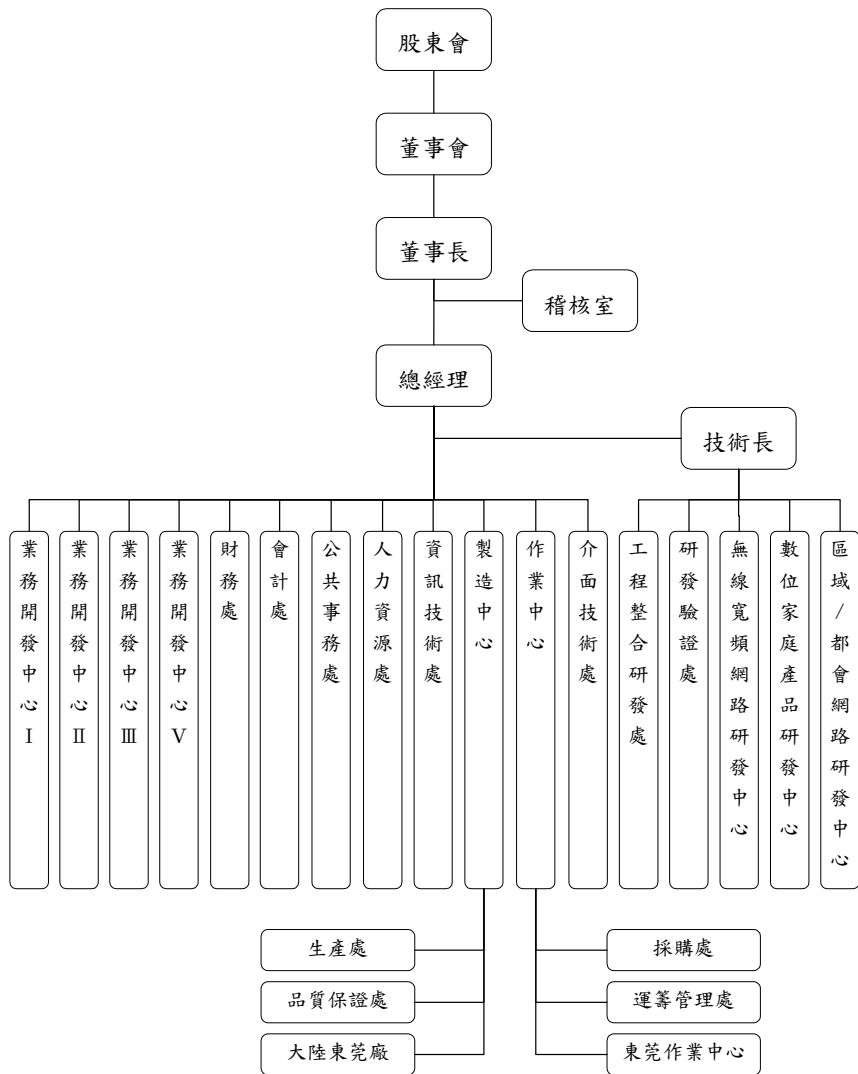 股東會
董事會
董事長
稽核室
總經理
技術長
業務開發中心Ⅰ
業務開發中心Ⅱ
業務開發中心Ⅲ
業務開發中心Ⅴ
財務處
會計處
公共事務處
人力資源處
資訊技術處
製造中心
作業中心
介面技術處
工程整合研發處
研發驗證處
無線寬頻網路研發中心
數位家庭產品研發中心
區域/都會網路研發中心
生產處
採購處
品質保證處
運籌管理處
大陸東莞廠
東莞作業中心